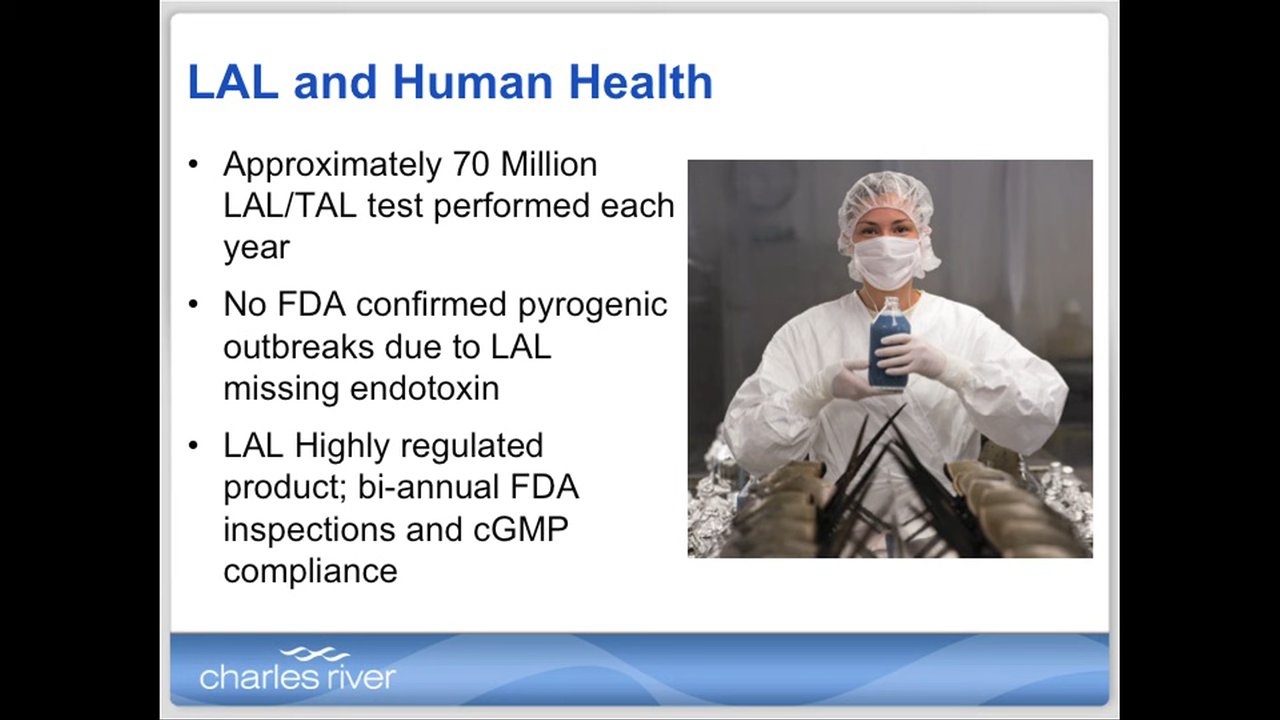 LAL and Human Health
• Approximately 70 Million
LAL/TAL test performed each
year
• No FDA confirmed pyrogenic
outbreaks due to LAL
missing endotoxin
• LAL Highly regulated
product; bi-annual FDA
inspections and cGMP
compliance
charles river